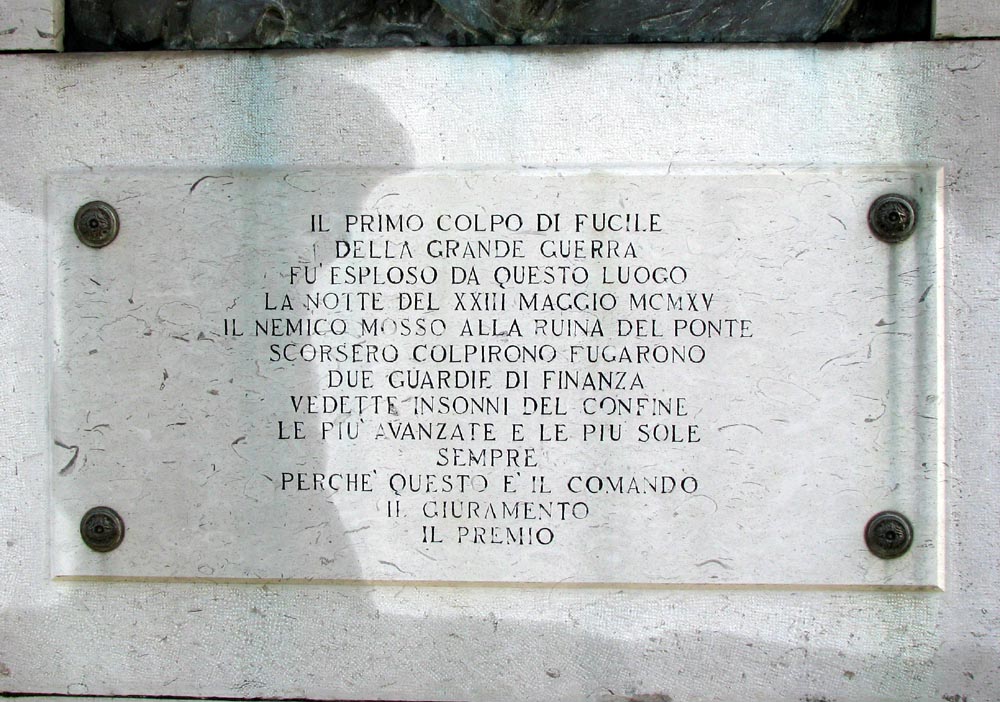 IL PRIMO COLPO DI FUCILE
DELLA GRANDE GUERRA
FU' ESPLOSO DA QUESTO LUOGO
LA NOTTE DEL XXIII MAGGIO MCMXV
IL NEMICO MOSSO ALLA RUINA DEL PONTE
SCORSERO COLPIRONO FUGARONO
DUE GUARDIE DI FINANZA
VEDETTE INSONNI DEL CONFINE
LE PIU' AVANZATE E LE PIU SOLE
SEMPRE
PERCHE' QUESTO E' IL COMANDO
IL GIURAMENTO
IL PREMIO